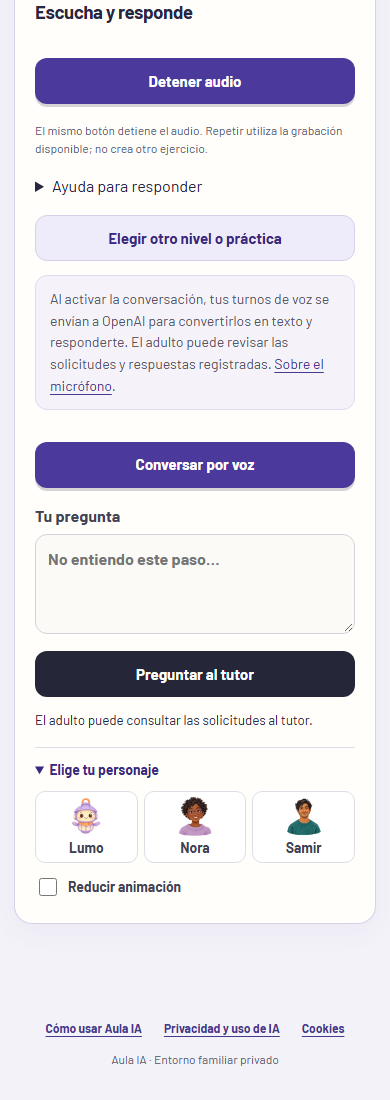 Escucha y responde
Detener audio
El mismo botón detiene el audio. Repetir utiliza la grabación
disponible; no crea otro ejercicio.
Ayuda para responder
Elegir otro nivel o práctica
Al activar la conversación, tus turnos de voz se
envían a OpenAI para convertirlos en texto y
responderte. El adulto puede revisar las
solicitudes y respuestas registradas. Sobre el
micrófono.
Conversar por voz
Tu pregunta
No entiendo este paso...
Preguntar al tutor
El adulto puede consultar las solicitudes al tutor.
Elige tu personaje
Lumo Nora Samir
Reducir animación
Cómo usar Aula IA Privacidad y uso de IA Cookies
Aula IA · Entorno familiar privado